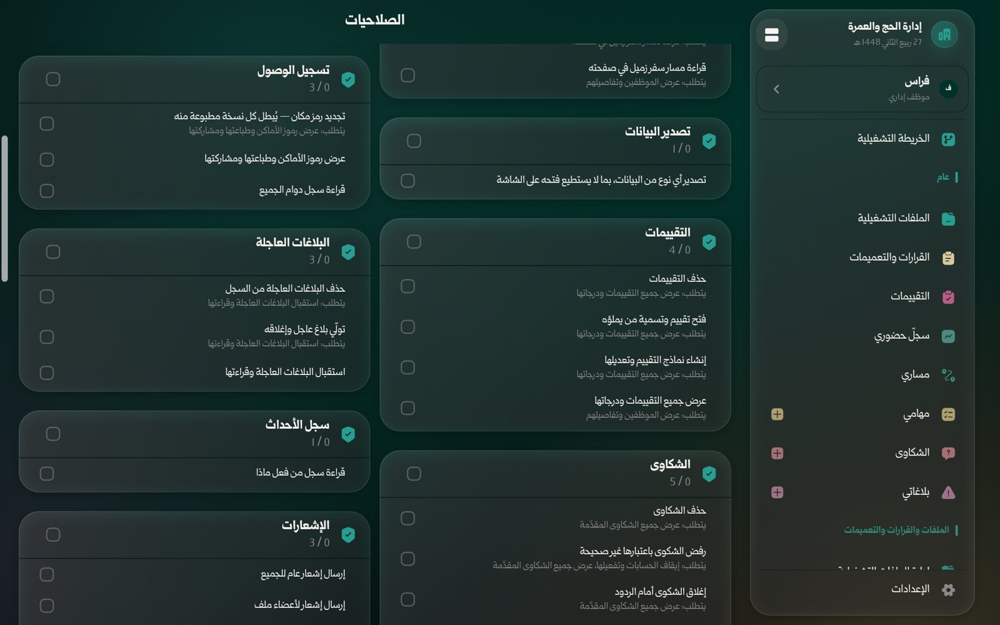 الصلاحيات
إدارة الحج والعمرة
27 ربيع الثاني 1448 هـ
ف
فراس
موظف إداري
الخريطة التشغيلية
عام
الملفات التشغيلية
القرارات والتعميمات
التقييمات
سجلّ حضوري
مساري
مهامي
الشكاوى
بلاغاتي
الملفات والقرارات والتعميمات
الإعدادات
قراءة مسار سفر زميل في صفحته
يتطلب: عرض الموظفين وتفاصيلهم
تصدير البيانات
0 / 1
تصدير أي نوع من البيانات، بما لا يستطيع فتحه على الشاشة
التقييمات
0 / 4
حذف التقييمات
يتطلب: عرض جميع التقييمات ودرجاتها
فتح تقييم وتسمية من يملؤه
يتطلب: عرض جميع التقييمات ودرجاتها
إنشاء نماذج التقييم وتعديلها
يتطلب: عرض جميع التقييمات ودرجاتها
عرض جميع التقييمات ودرجاتها
يتطلب: عرض الموظفين وتفاصيلهم
الشكاوى
0 / 5
حذف الشكاوى
يتطلب: عرض جميع الشكاوى المقدَّمة
رفض الشكوى باعتبارها غير صحيحة
يتطلب: إيقاف الحسابات وتفعيلها، عرض جميع الشكاوى المقدَّمة
إغلاق الشكوى أمام الردود
يتطلب: عرض جميع الشكاوى المقدَّمة
تسجيل الوصول
0 / 3
تجديد رمز مكان — يُبطل كل نسخة مطبوعة منه
يتطلب: عرض رموز الأماكن وطباعتها ومشاركتها
عرض رموز الأماكن وطباعتها ومشاركتها
قراءة سجل دوام الجميع
البلاغات العاجلة
0 / 3
حذف البلاغات العاجلة من السجل
يتطلب: استقبال البلاغات العاجلة وقراءتها
تولّي بلاغ عاجل وإغلاقه
يتطلب: استقبال البلاغات العاجلة وقراءتها
استقبال البلاغات العاجلة وقراءتها
سجل الأحداث
0 / 1
قراءة سجل من فعل ماذا
الإشعارات
0 / 3
إرسال إشعار عام للجميع
إرسال إشعار لأعضاء ملف